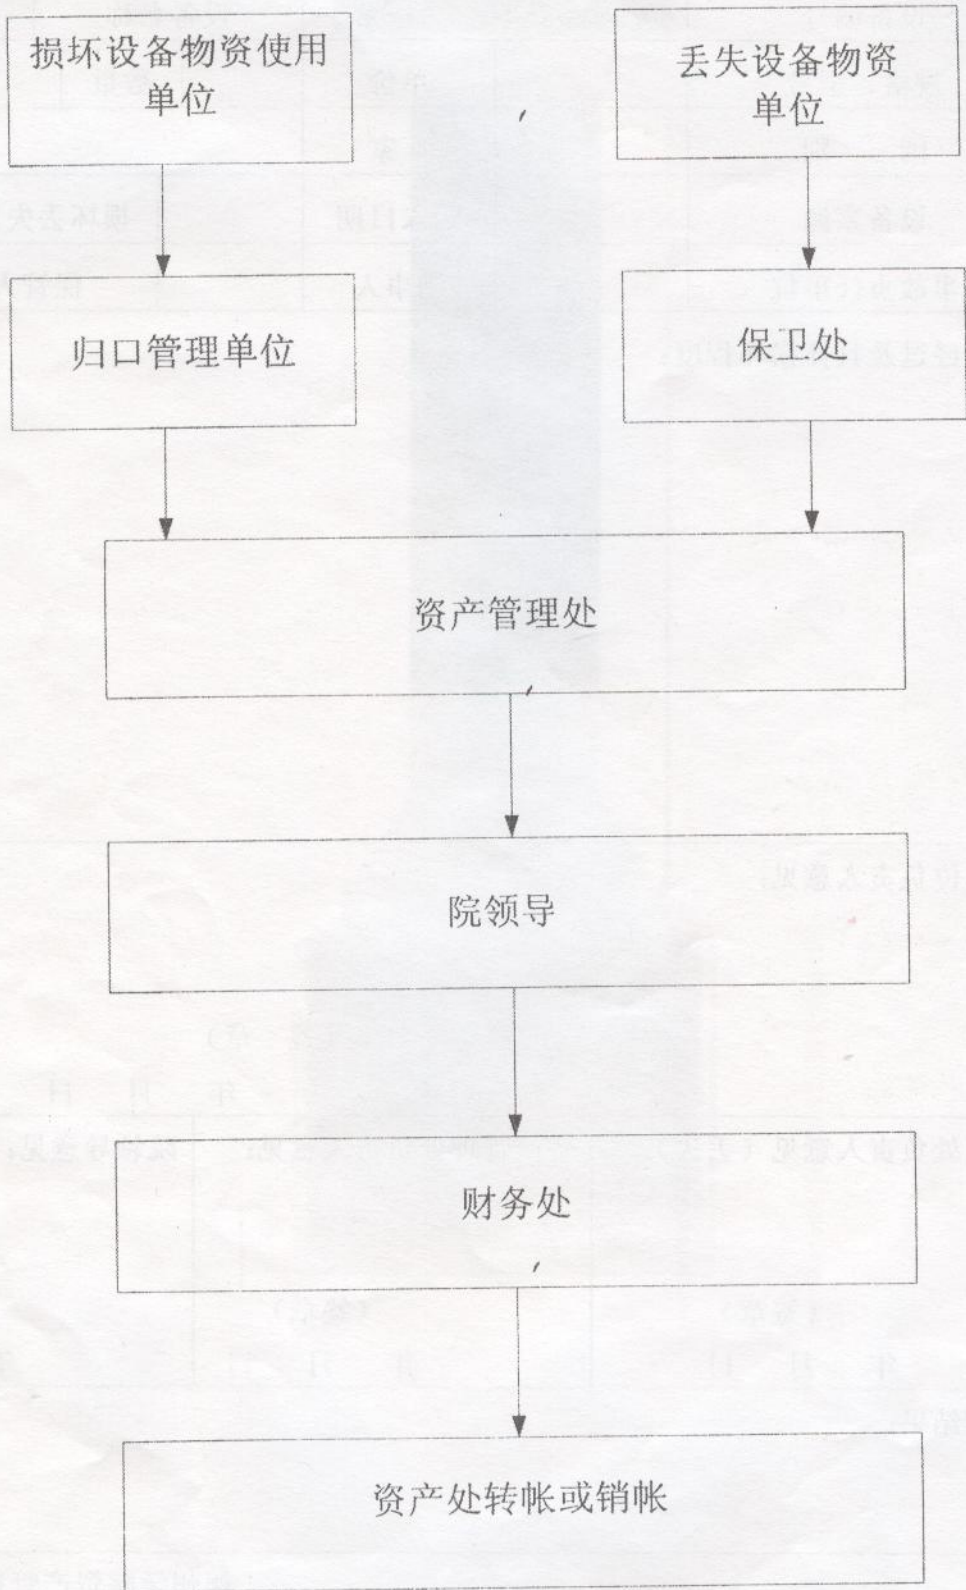 损坏设备物资使用
单位
丢失设备物资
单位
归口管理单位
保卫处
资产管理处
院领导
财务处
资产处转帐或销帐